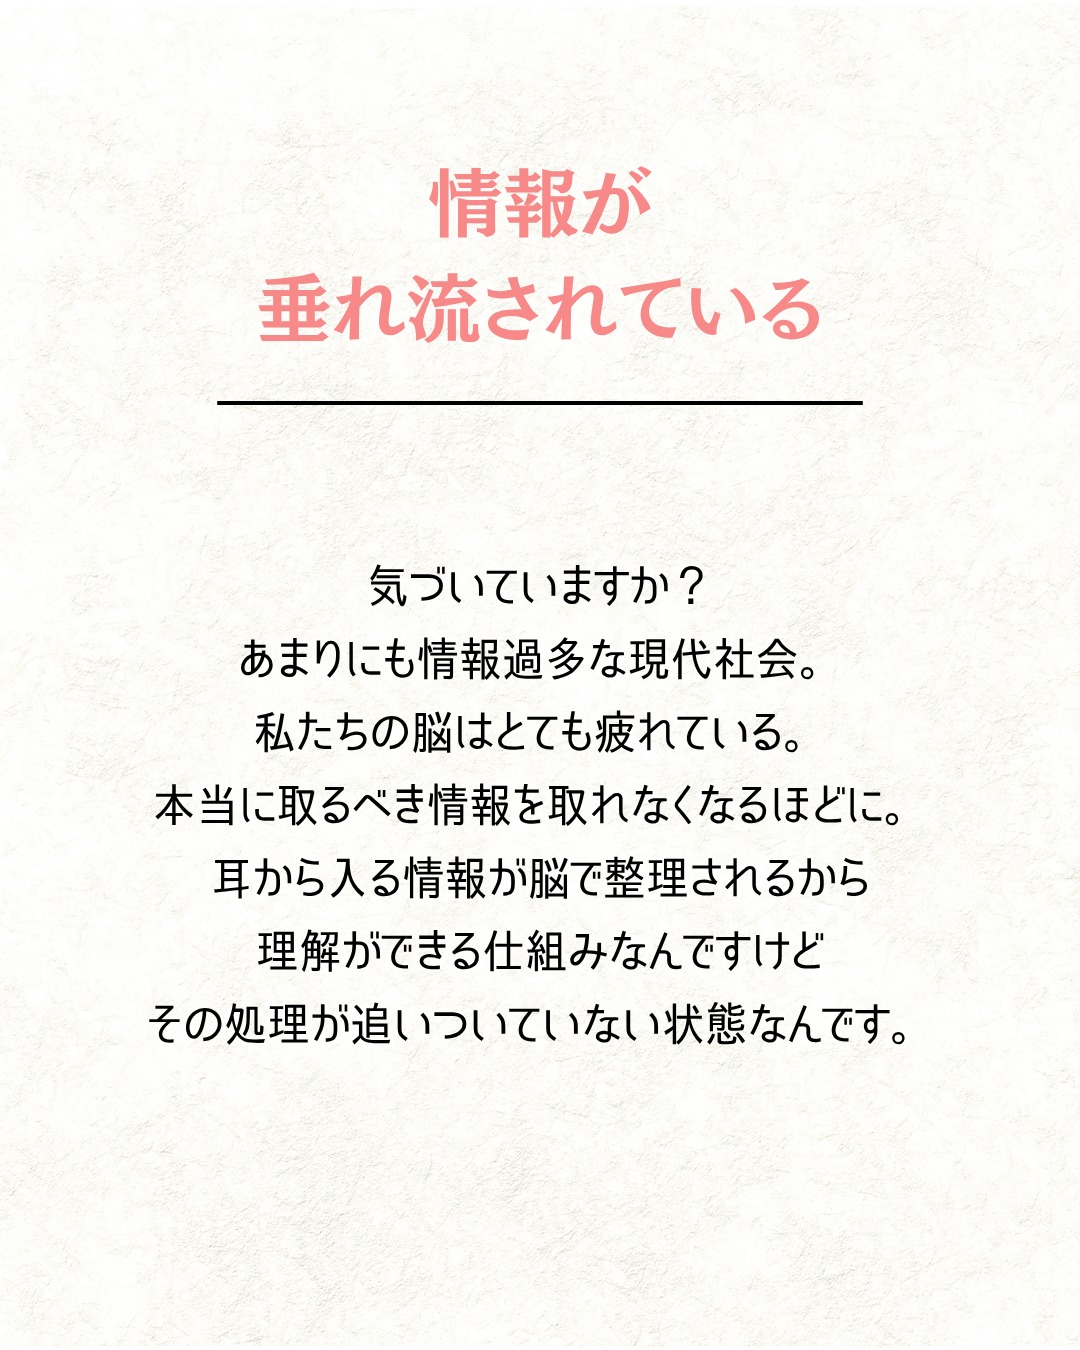 情報が
垂れ流されている
気づいていますか？
あまりにも情報過多な現代社会。
私たちの脳はとても疲れている。
本当に取るべき情報を取れなくなるほどに。
耳から入る情報が脳で整理されるから
理解ができる仕組みなんですけど
その処理が追いついていない状態なんです。